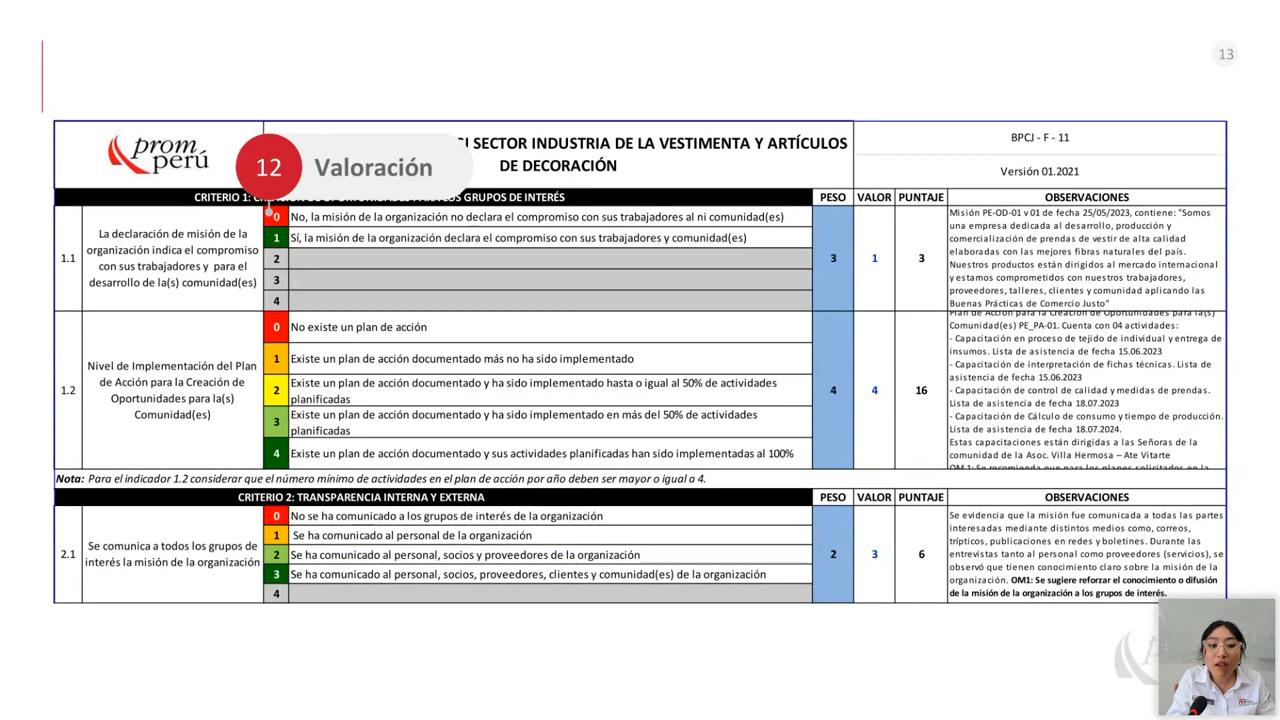 13
prom
perú
12 Valoración
I SECTOR INDUSTRIA DE LA VESTIMENTA Y ARTÍCULOS
DE DECORACIÓN
BPCJ - F - 11
Versión 01.2021
CRITERIO 1: GRUPOS DE INTERÉS
PESO VALOR PUNTAJE OBSERVACIONES
1.1
La declaración de misión de la
organización indica el compromiso
con sus trabajadores y para el
desarrollo de la(s) comunidad(es)
0 No, la misión de la organización no declara el compromiso con sus trabajadores al ni comunidad(es)
1 Sí, la misión de la organización declara el compromiso con sus trabajadores y comunidad(es)
2
3
4
3 1 3
Misión PE-OD-01 v 01 de fecha 25/05/2023, contiene: "Somos
una empresa dedicada al desarrollo, producción y
comercialización de prendas de vestir de alta calidad
elaboradas con las mejores fibras naturales del país.
Nuestros productos están dirigidos al mercado internacional
y estamos comprometidos con nuestros trabajadores,
proveedores, talleres, clientes y comunidad aplicando las
Buenas Prácticas de Comercio Justo"
1.2
Nivel de Implementación del Plan
de Acción para la Creación de
Oportunidades para la(s)
Comunidad(es)
0 No existe un plan de acción
1 Existe un plan de acción documentado más no ha sido implementado
2 Existe un plan de acción documentado y ha sido implementado hasta o igual al 50% de actividades
planificadas
3 Existe un plan de acción documentado y ha sido implementado en más del 50% de actividades
planificadas
4 Existe un plan de acción documentado y sus actividades planificadas han sido implementadas al 100%
4 4 16
Plan de Acción para la Creación de Oportunidades para la(s)
Comunidad(es) PE_PA-01. Cuenta con 04 actividades:
- Capacitación en proceso de tejido de individual y entrega de
insumos. Lista de asistencia de fecha 15.06.2023
- Capacitación de interpretación de fichas técnicas. Lista de
asistencia de fecha 15.06.2023
- Capacitación de control de calidad y medidas de prendas.
Lista de asistencia de fecha 18.07.2023
- Capacitación de Cálculo de consumo y tiempo de producción.
Lista de asistencia de fecha 18.07.2024.
Estas capacitaciones están dirigidas a las Señoras de la
comunidad de la Asoc. Villa Hermosa – Ate Vitarte
OM 1: Se recomienda que para los planes solicitados en la
Nota: Para el indicador 1.2 considerar que el número mínimo de actividades en el plan de acción por año deben ser mayor o igual a 4.
CRITERIO 2: TRANSPARENCIA INTERNA Y EXTERNA
PESO VALOR PUNTAJE OBSERVACIONES
2.1
Se comunica a todos los grupos de
interés la misión de la organización
0 No se ha comunicado a los grupos de interés de la organización
1 Se ha comunicado al personal de la organización
2 Se ha comunicado al personal, socios y proveedores de la organización
3 Se ha comunicado al personal, socios, proveedores, clientes y comunidad(es) de la organización
4
2 3 6
Se evidencia que la misión fue comunicada a todas las partes
interesadas mediante distintos medios como, correos,
trípticos, publicaciones en redes y boletines. Durante las
entrevistas tanto al personal como proveedores (servicios), se
observó que tienen conocimiento claro sobre la misión de la
organización. OM1: Se sugiere reforzar el conocimiento o difusión
de la misión de la organización a los grupos de interés.